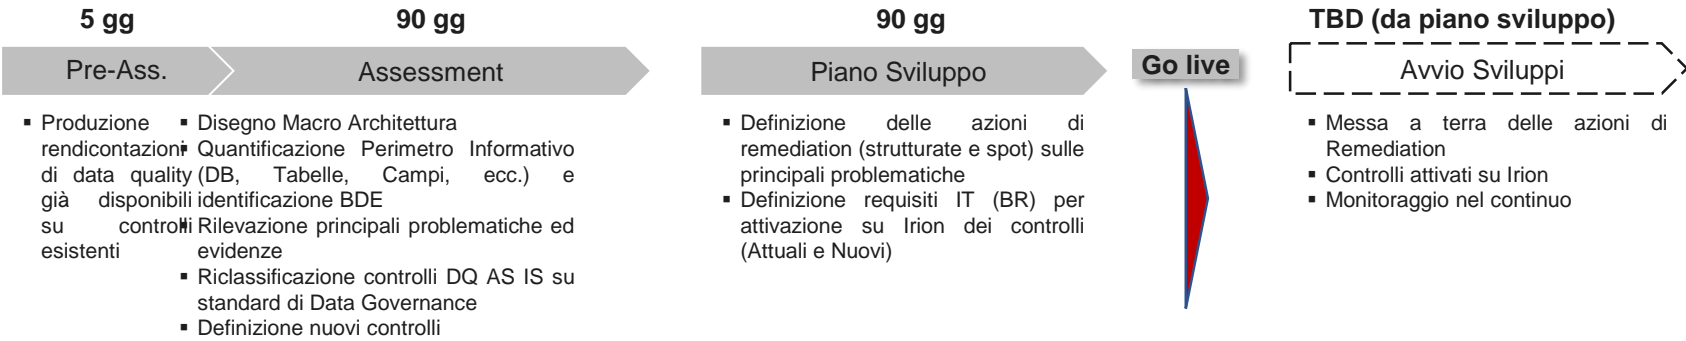 5 gg
90 gg
90 gg
TBD (da piano sviluppo)
Pre-Ass.
Assessment
Piano Sviluppo
Go live
Avvio Sviluppi
▪ Produzione
rendicontazioni
di data quality
già disponibili
su controlli
esistenti
▪ Disegno Macro Architettura
▪ Quantificazione Perimetro Informativo
(DB, Tabelle, Campi, ecc.) e
identificazione BDE
▪ Rilevazione principali problematiche ed
evidenze
▪ Riclassificazione controlli DQ AS IS su
standard di Data Governance
▪ Definizione nuovi controlli
▪ Definizione delle azioni di
remediation (strutturate e spot) sulle
principali problematiche
▪ Definizione requisiti IT (BR) per
attivazione su Irion dei controlli
(Attuali e Nuovi)
▪ Messa a terra delle azioni di
Remediation
▪ Controlli attivati su Irion
▪ Monitoraggio nel continuo